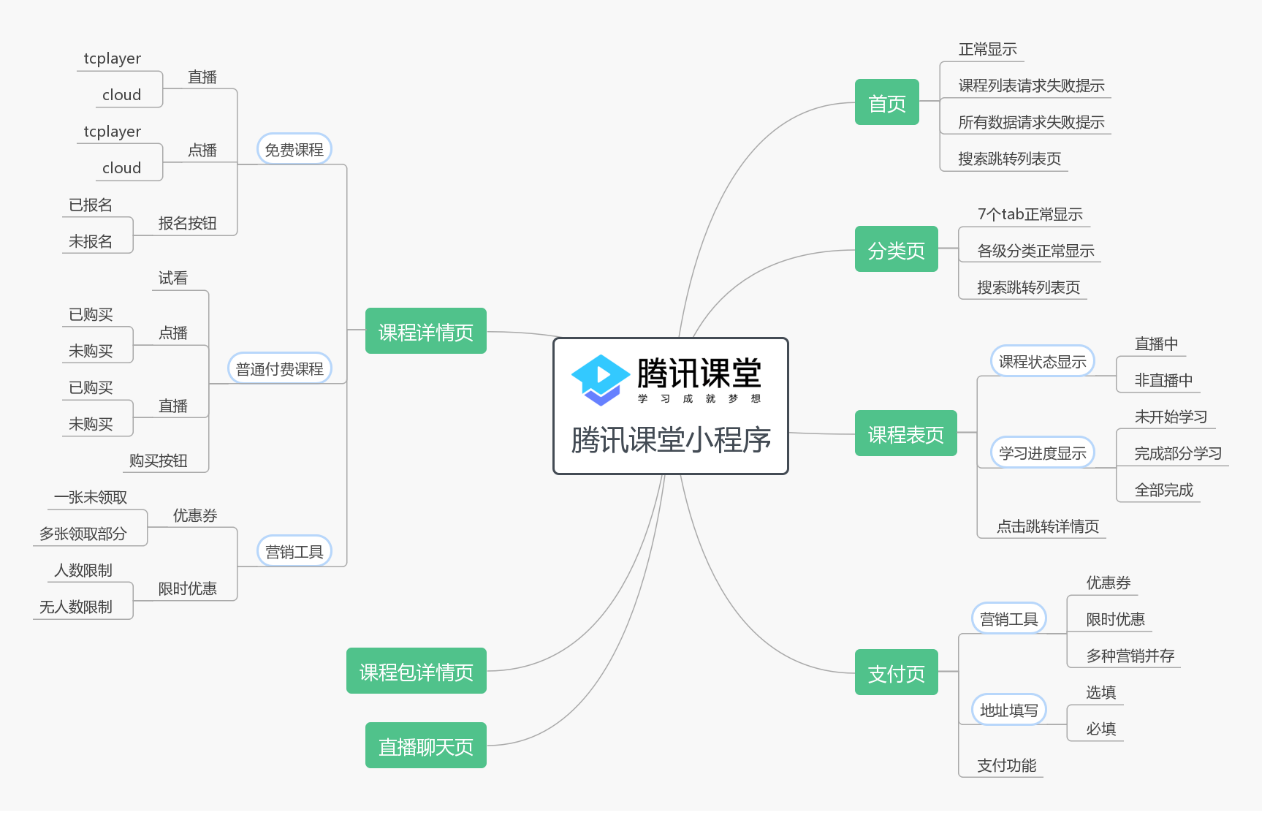 腾讯课堂
学习成就梦想
腾讯课堂小程序
首页
正常显示
课程列表请求失败提示
所有数据请求失败提示
搜索跳转列表页
分类页
7个tab正常显示
各级分类正常显示
搜索跳转列表页
课程表页
课程状态显示
直播中
非直播中
学习进度显示
未开始学习
完成部分学习
全部完成
点击跳转详情页
支付页
营销工具
优惠券
限时优惠
多种营销并存
地址填写
选填
必填
支付功能
课程详情页
免费课程
直播
tcplayer
cloud
点播
tcplayer
cloud
报名按钮
已报名
未报名
普通付费课程
试看
点播
已购买
未购买
直播
已购买
未购买
购买按钮
营销工具
优惠券
一张未领取
多张领取部分
限时优惠
人数限制
无人数限制
课程包详情页
直播聊天页